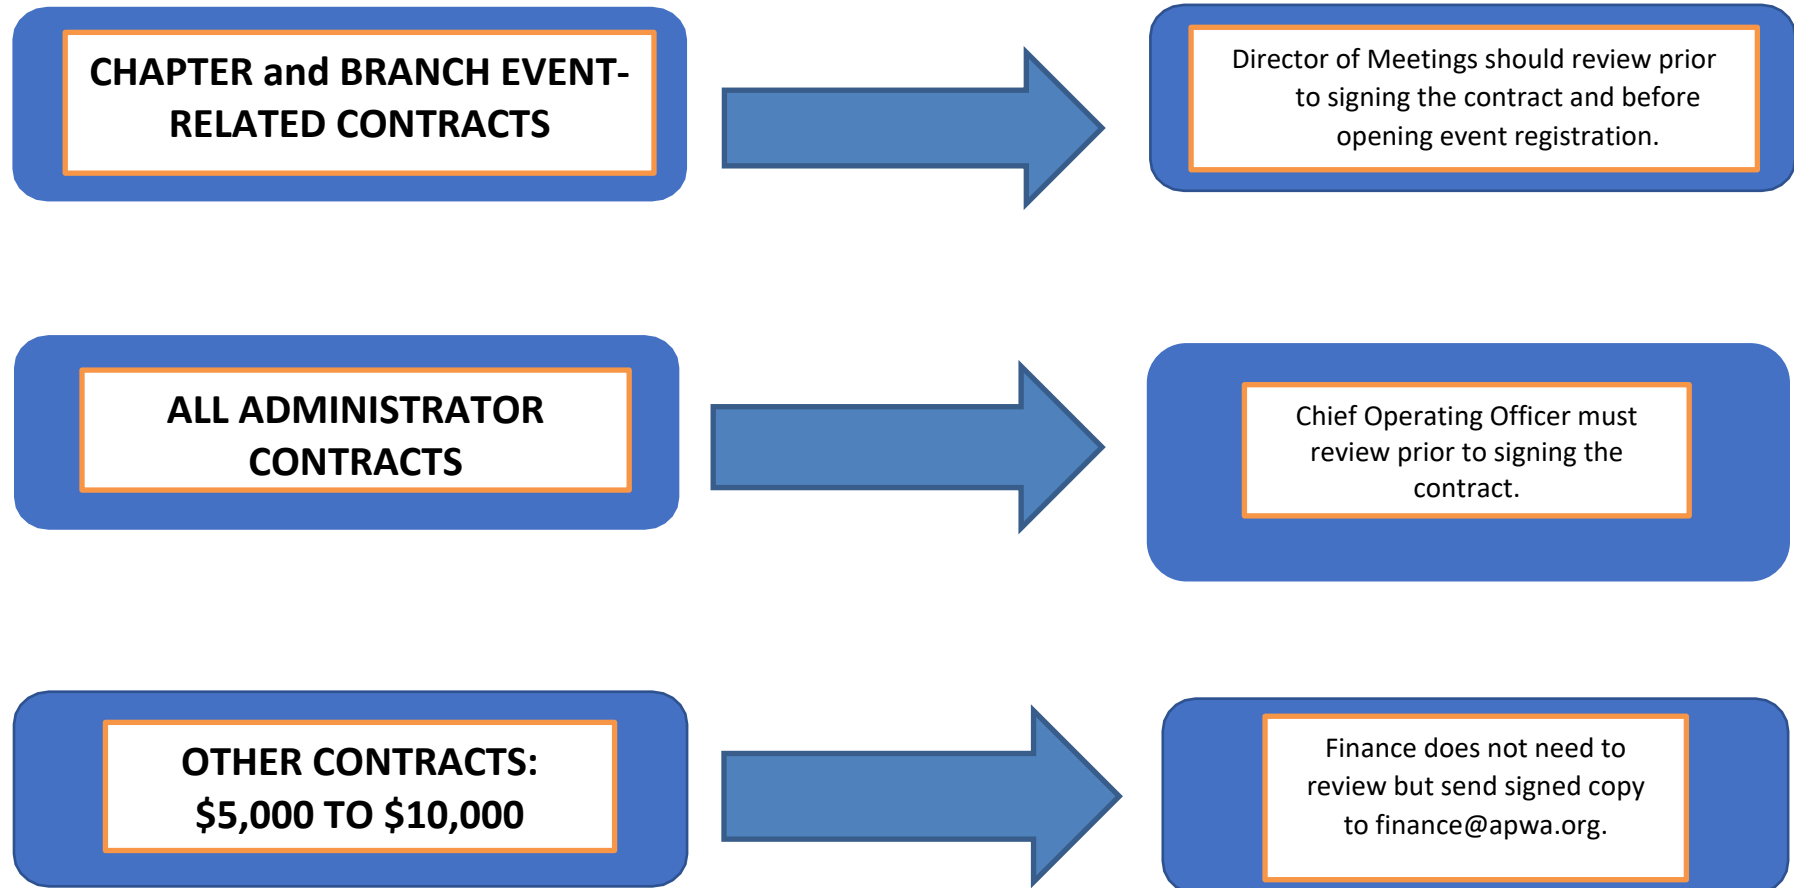 CHAPTER and BRANCH EVENT-
RELATED CONTRACTS
Director of Meetings should review prior
to signing the contract and before
opening event registration.
ALL ADMINISTRATOR
CONTRACTS
Chief Operating Officer must
review prior to signing the
contract.
OTHER CONTRACTS:
$5,000 TO $10,000
Finance does not need to
review but send signed copy
to finance@apwa.org.